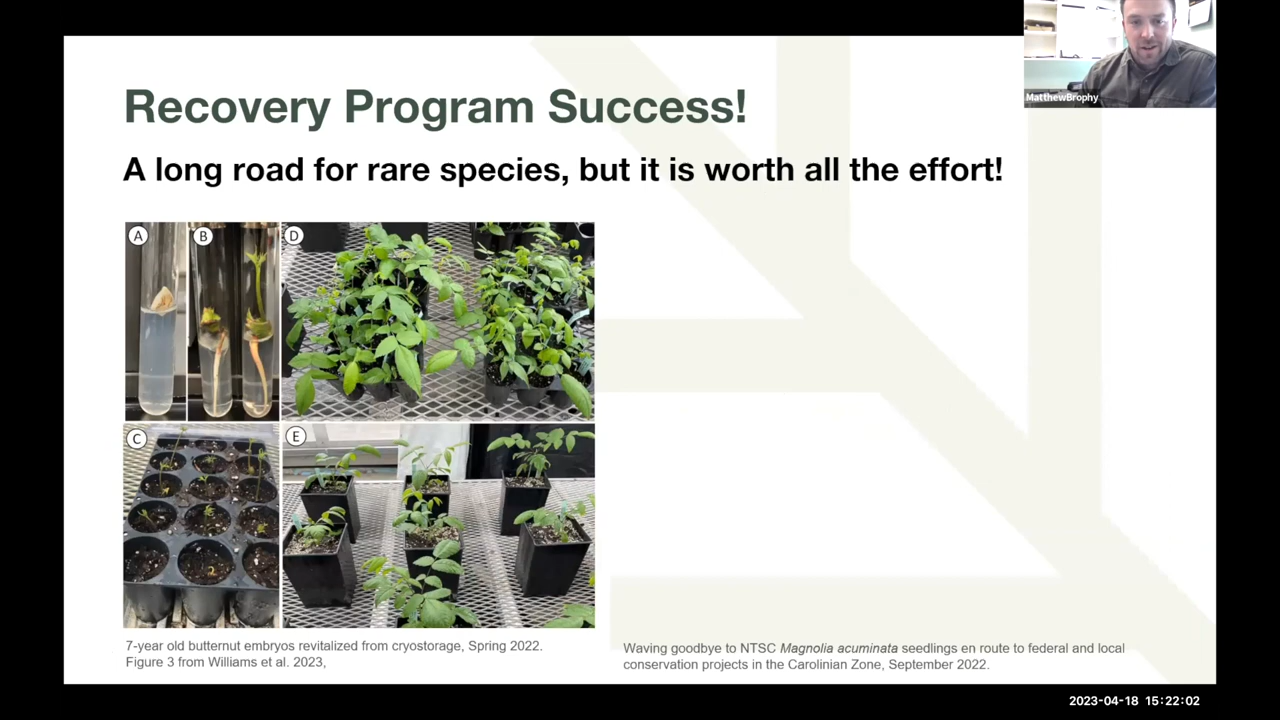 MatthewBrophy
Recovery Program Success!
A long road for rare species, but it is worth all the effort!
A
B
D
C
E
7-year old butternut embryos revitalized from cryostorage, Spring 2022.
Figure 3 from Williams et al. 2023,
Waving goodbye to NTSC Magnolia acuminata seedlings en route to federal and local
conservation projects in the Carolinian Zone, September 2022.
2023-04-18 15:22:02